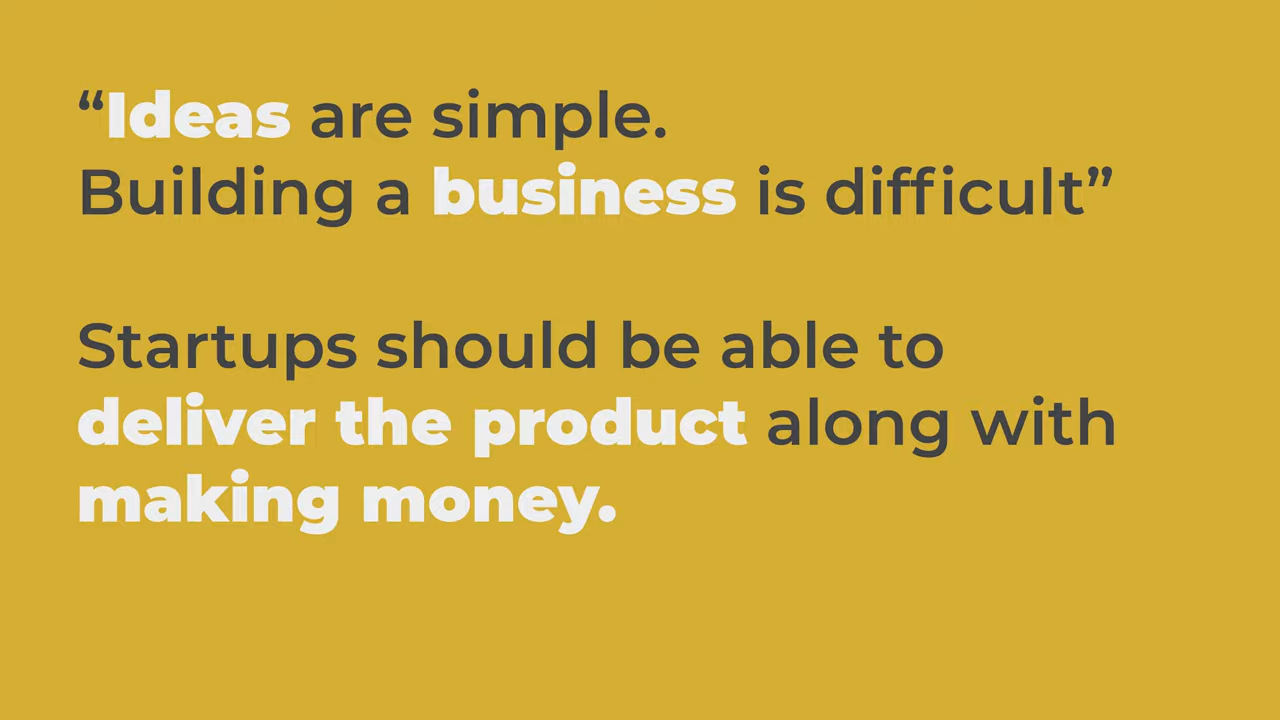 “Ideas are simple.
Building a business is difficult”
Startups should be able to
deliver the product along with
making money.